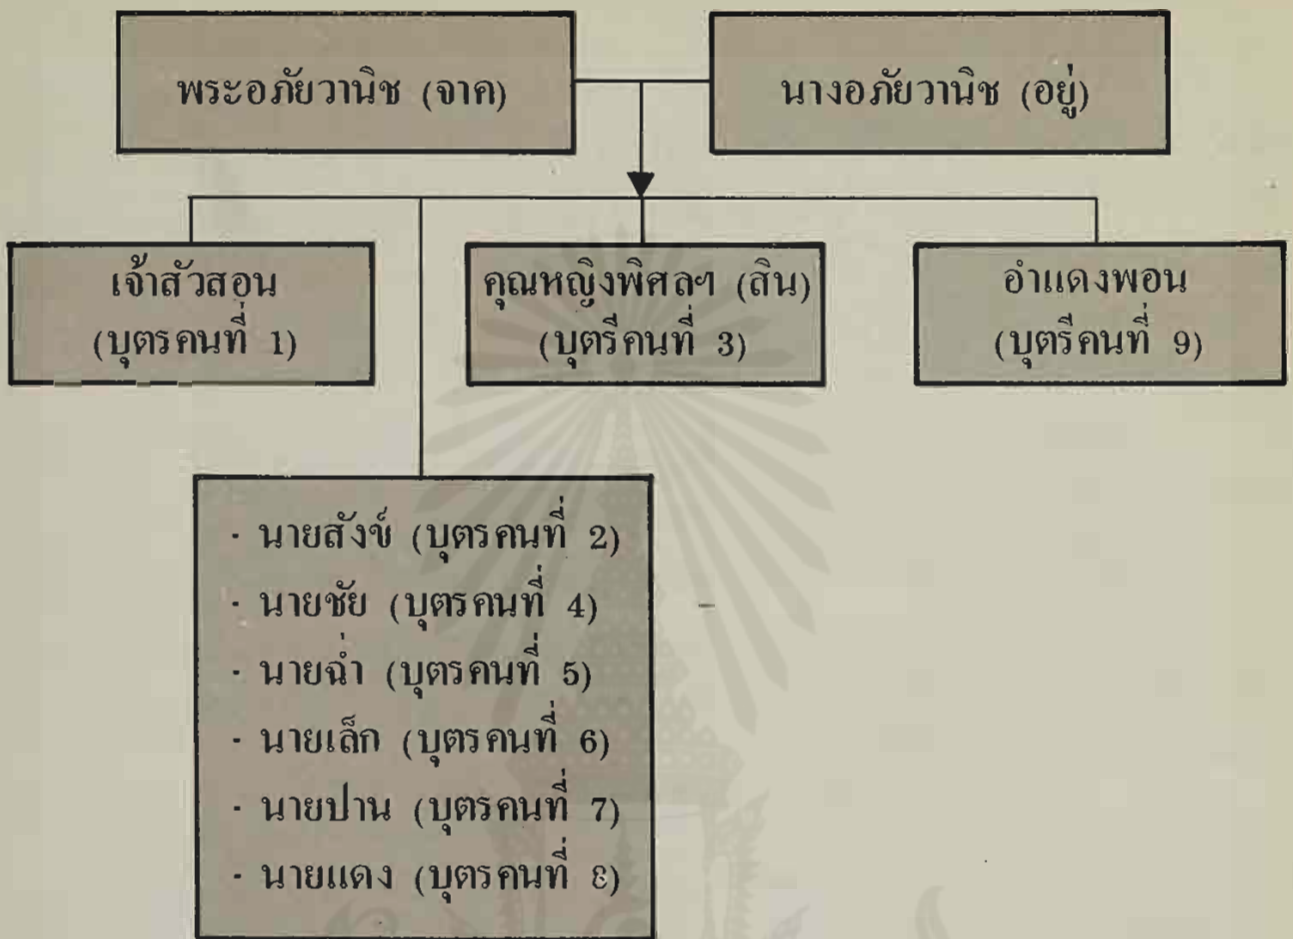 พระอภัยวานิช (จาค)
นางอภัยวานิช (อยู่)
เจ้าสัวสอน
(บุตรคนที่ 1)
คุณหญิงพิศลฯ (สิน)
(บุตรีคนที่ 3)
อำแดงพอน
(บุตรีคนที่ 9)
· นายสังข์ (บุตรคนที่ 2)
· นายชัย (บุตรคนที่ 4)
· นายฉ่ำ (บุตรคนที่ 5)
· นายเล็ก (บุตรคนที่ 6)
· นายปาน (บุตรคนที่ 7)
· นายแดง (บุตรคนที่ 8)